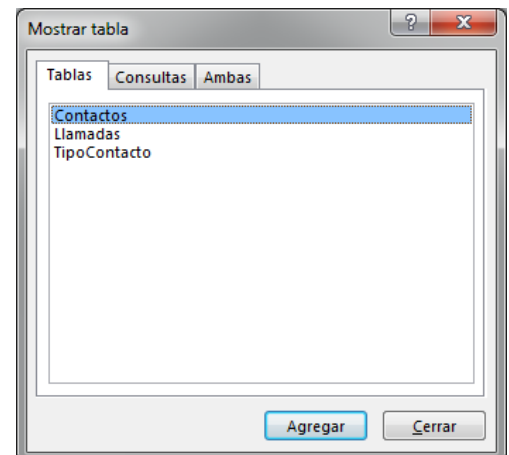 Mostrar tabla
Tablas Consultas Ambas
Contactos
Llamadas
TipoContacto
Agregar Cerrar